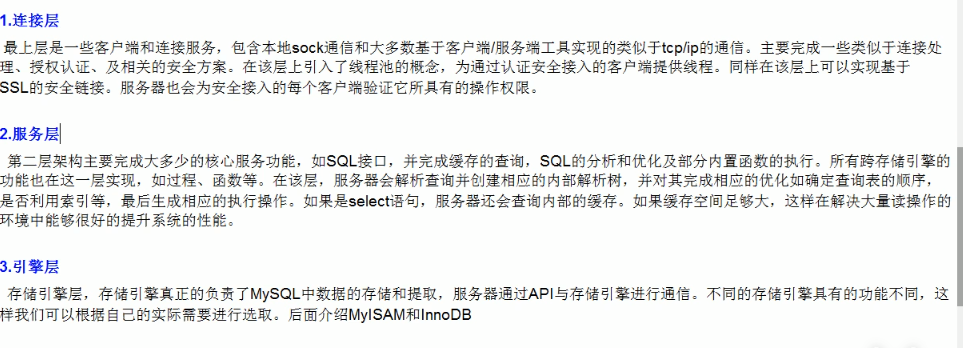 1.连接层
最上层是一些客户端和连接服务，包含本地sock通信和大多数基于客户端/服务端工具实现的类似于tcp/ip的通信。主要完成一些类似于连接处
理、授权认证、及相关的安全方案。在该层上引入了线程池的概念，为通过认证安全接入的客户端提供线程。同样在该层上可以实现基于
SSL的安全链接。服务器也会为安全接入的每个客户端验证它所具有的操作权限。
2.服务层
第二层架构主要完成大多少的核心服务功能，如SQL接口，并完成缓存的查询，SQL的分析和优化及部分内置函数的执行。所有跨存储引擎的
功能也在这一层实现，如过程、函数等。在该层，服务器会解析查询并创建相应的内部解析树，并对其完成相应的优化如确定查询表的顺序，
是否利用索引等，最后生成相应的执行操作。如果是select语句，服务器还会查询内部的缓存。如果缓存空间足够大，这样在解决大量读操作的
环境中能够很好的提升系统的性能。
3.引擎层
存储引擎层，存储引擎真正的负责了MySQL中数据的存储和提取，服务器通过API与存储引擎进行通信。不同的存储引擎具有的功能不同，这
样我们可以根据自己的实际需要进行选取。后面介绍MyISAM和InnoDB